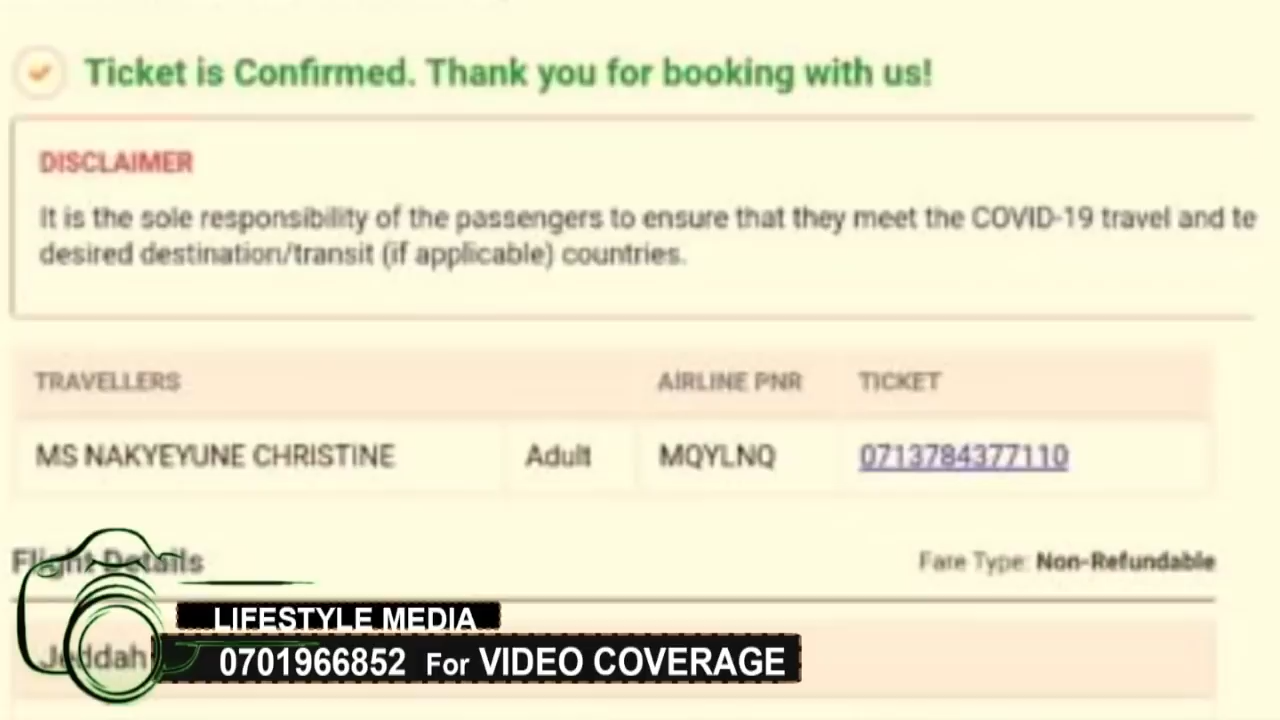 Ticket is Confirmed. Thank you for booking with us!
DISCLAIMER
It is the sole responsibility of the passengers to ensure that they meet the COVID-19 travel and te
desired destination/transit (if applicable) countries.
TRAVELLERS AIRLINE PNR TICKET
MS NAKYEYUNE CHRISTINE Adult MQYLNQ 0713784377110
Flight Details Fare Type: Non-Refundable
Jeddah
LIFESTYLE MEDIA
0701966852 For VIDEO COVERAGE